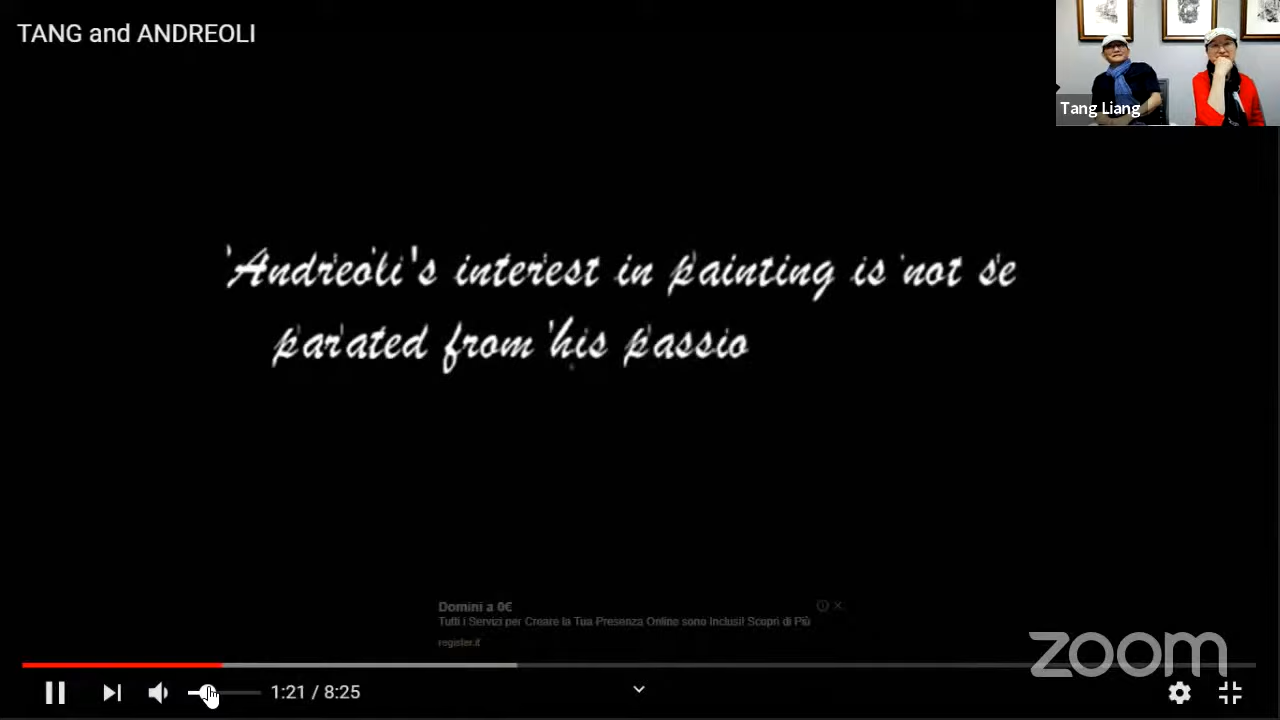 TANG and ANDREOLI
Tang Liang
'Andreoli's interest in painting is not se
parated from his passio
Domini a 0€
Tutti i Servizi per Creare la Tua Presenza Online sono Inclusi! Scopri di Più
register.it
zoom
1:21 / 8:25